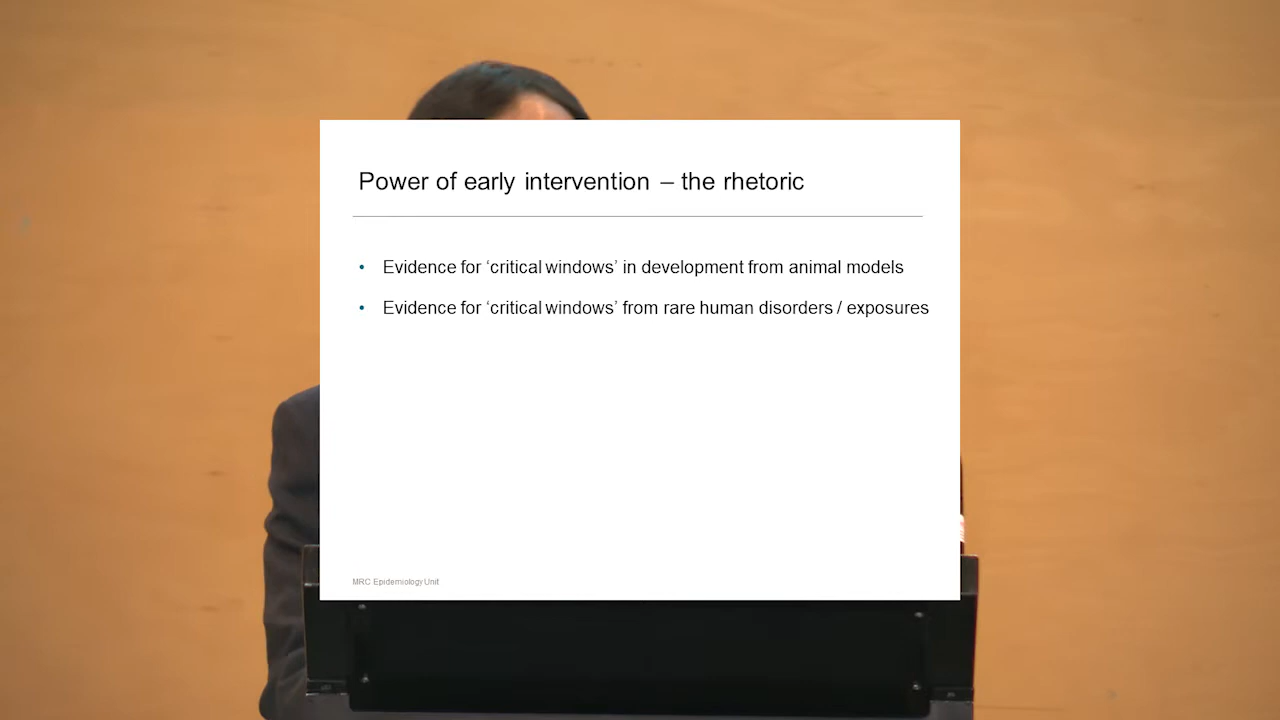 Power of early intervention – the rhetoric
• Evidence for ‘critical windows’ in development from animal models
• Evidence for ‘critical windows’ from rare human disorders / exposures
MRC Epidemiology Unit